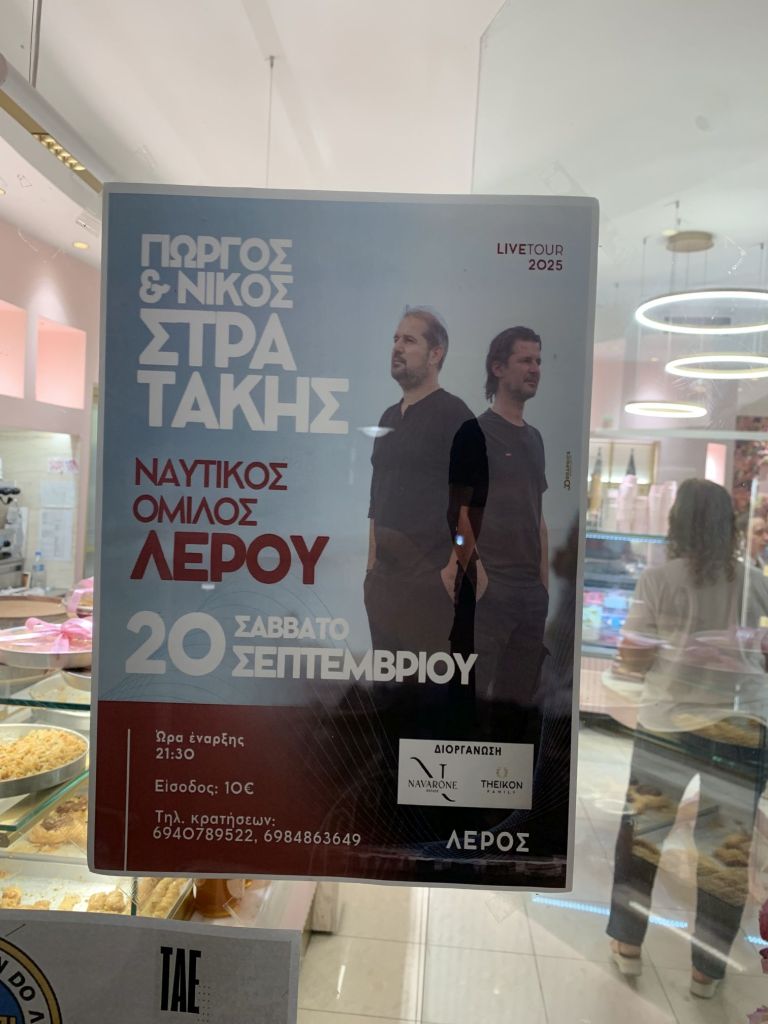 ΓΙΩΡΓΟΣ
& ΝΙΚΟΣ
ΣΤΡΑ
ΤΑΚΗΣ
LIVETOUR
2025
ΝΑΥΤΙΚΟΣ
ΟΜΙΛΟΣ
ΛΕΡΟΥ
20 ΣΑΒΒΑΤΟ
ΣΕΠΤΕΜΒΡΙΟΥ
Ώρα έναρξης
21:30
Είσοδος: 10€
Τηλ. κρατήσεων:
6940789522, 6984863649
ΔΙΟΡΓΑΝΩΣΗ
NAVARONE
THEIKON
FAMILY
ΛΕΡΟΣ
ΤΑΕ